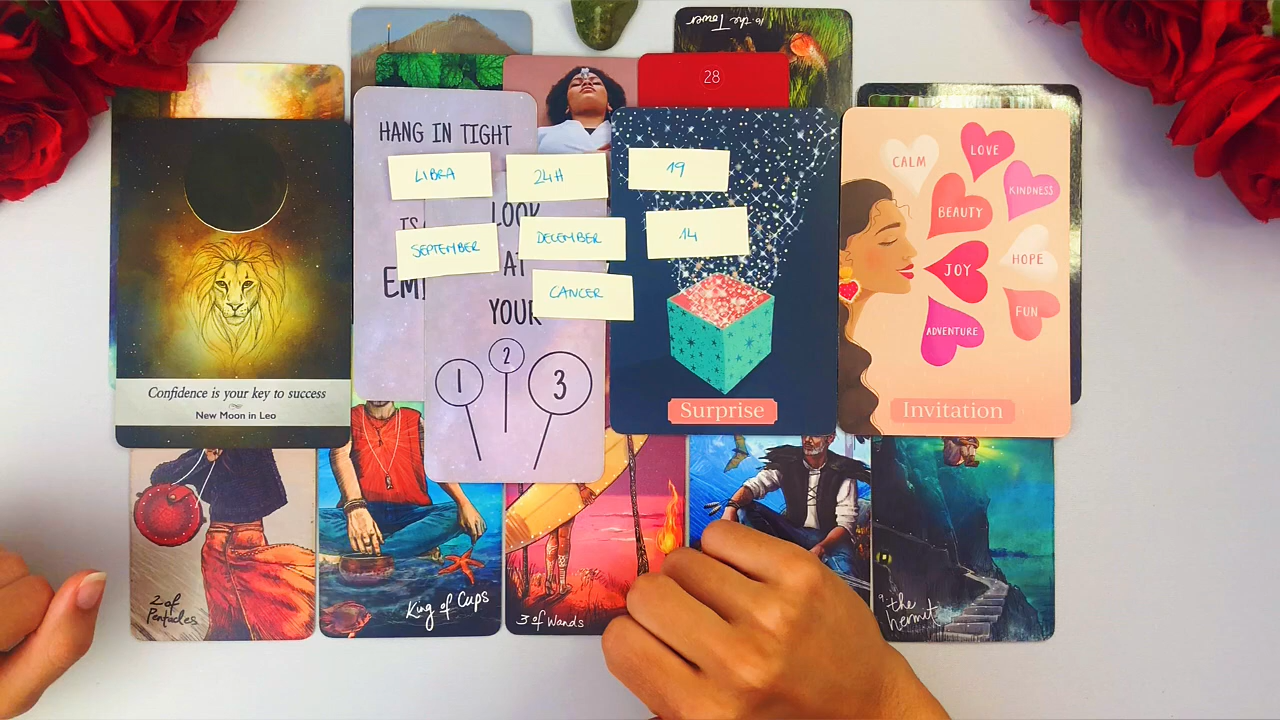 16 the Tower
28
Confidence is your key to success
New Moon in Leo
HANG IN TIGHT
LIBRA
24H
19
SEPTEMBER
DECEMBER
14
CANCER
LOOK
AT
YOUR
1
2
3
Surprise
CALM
LOVE
KINDNESS
BEAUTY
JOY
HOPE
FUN
ADVENTURE
Invitation
2 of
Pentacles
King of Cups
3 of Wands
9 the
hermit